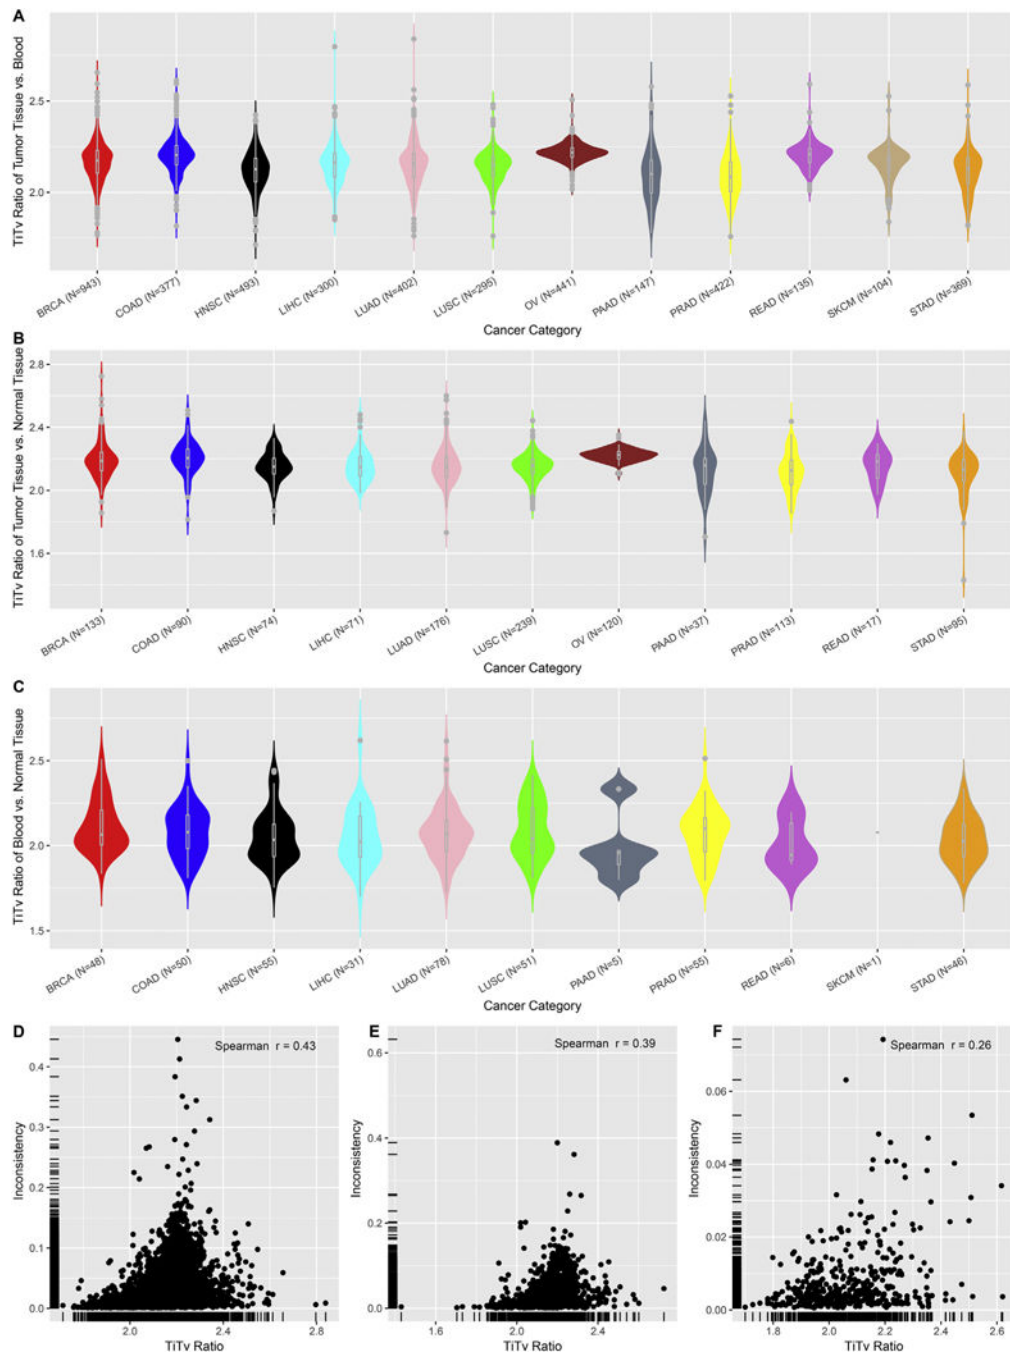 A
TiTv Ratio of Tumor Tissue vs. Blood
2.5
2.0
BRCA (N=943)
COAD (N=377)
HNSC (N=493)
LIHC (N=300)
LUAD (N=402)
LUSC (N=295)
OV (N=441)
PAAD (N=147)
PRAD (N=422)
READ (N=135)
SKCM (N=104)
STAD (N=369)
Cancer Category
B
TiTv Ratio of Tumor Tissue vs. Normal Tissue
2.8
2.4
2.0
1.6
BRCA (N=133)
COAD (N=90)
HNSC (N=74)
LIHC (N=71)
LUAD (N=176)
LUSC (N=239)
OV (N=120)
PAAD (N=37)
PRAD (N=113)
READ (N=17)
STAD (N=95)
Cancer Category
C
TiTv Ratio of Blood vs. Normal Tissue
2.5
2.0
1.5
BRCA (N=48)
COAD (N=50)
HNSC (N=55)
LIHC (N=31)
LUAD (N=78)
LUSC (N=51)
PAAD (N=5)
PRAD (N=55)
READ (N=6)
SKCM (N=1)
STAD (N=46)
Cancer Category
D
Spearman r = 0.43
Inconsistency
0.4
0.3
0.2
0.1
0.0
2.0
2.4
2.8
TiTv Ratio
E
Spearman r = 0.39
Inconsistency
0.6
0.4
0.2
0.0
1.6
2.0
2.4
TiTv Ratio
F
Spearman r = 0.26
Inconsistency
0.06
0.04
0.02
0.00
1.8
2.0
2.2
2.4
2.6
TiTv Ratio